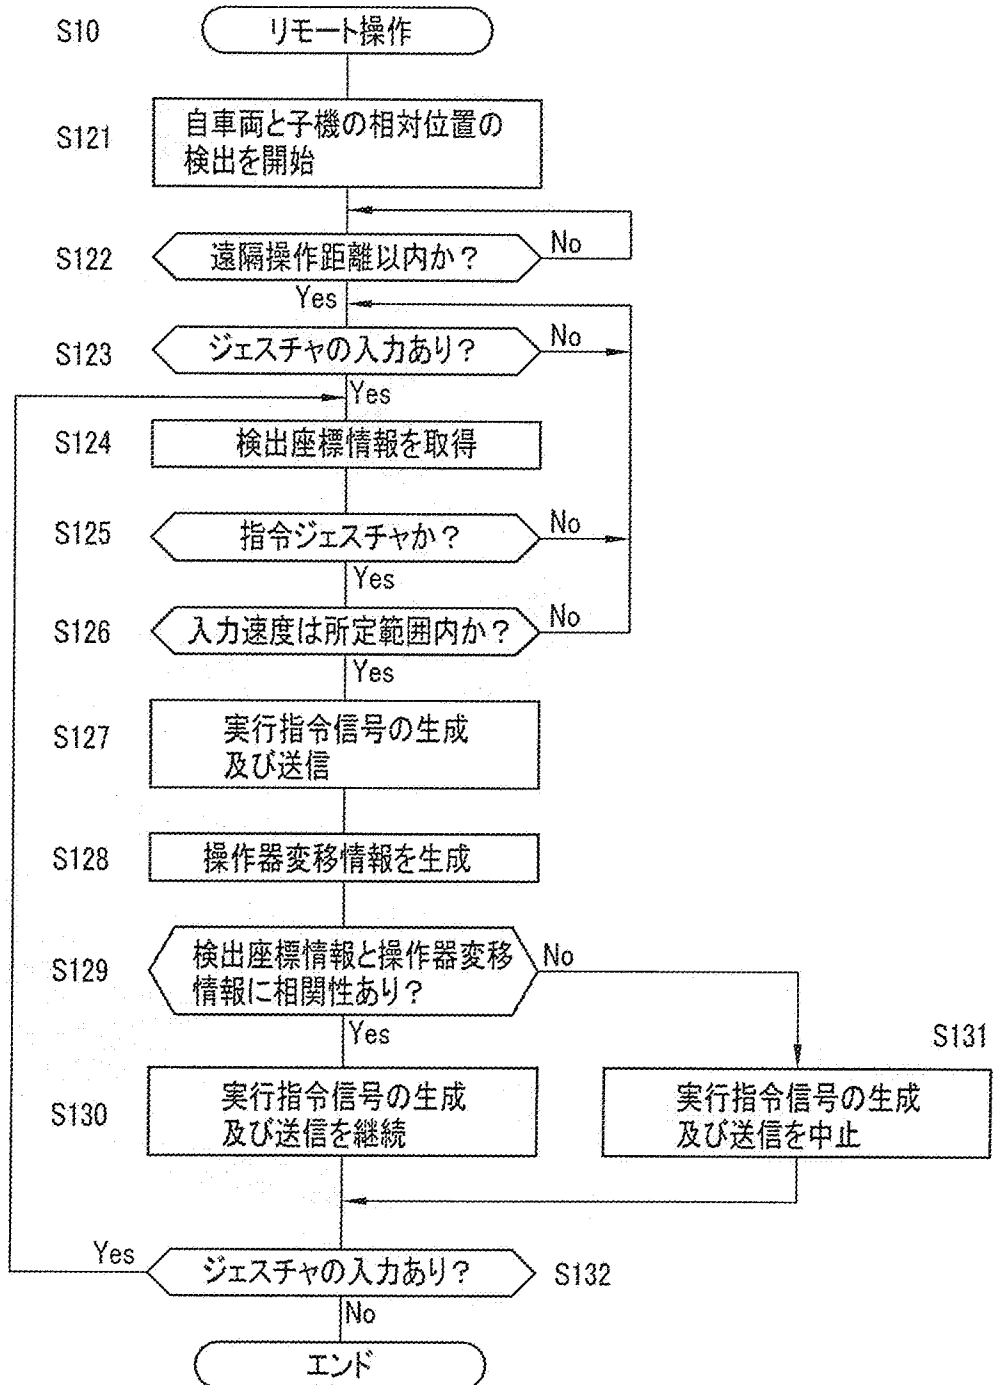 S10
リモート操作
S121
自車両と子機の相対位置の
検出を開始
S122
遠隔操作距離以内か？
No
Yes
S123
ジェスチャの入力あり？
No
Yes
S124
検出座標情報を取得
S125
指令ジェスチャか？
No
Yes
S126
入力速度は所定範囲内か？
No
Yes
S127
実行指令信号の生成
及び送信
S128
操作器変移情報を生成
S129
検出座標情報と操作器変移
情報に相関性あり？
No
Yes
S130
実行指令信号の生成
及び送信を継続
S131
実行指令信号の生成
及び送信を中止
Yes
ジェスチャの入力あり？
S132
No
エンド